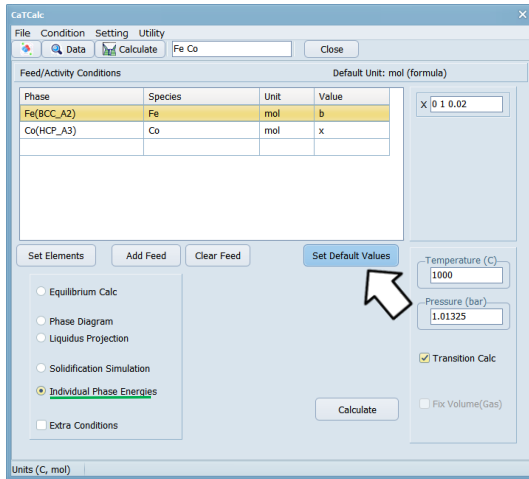 CaTCalc
File Condition Setting Utility
Data Calculate Fe Co Close
Feed/Activity Conditions Default Unit: mol (formula)
Phase Species Unit Value
Fe(BCC_A2) Fe mol b
Co(HCP_A3) Co mol x
X 0 1 0.02
Set Elements Add Feed Clear Feed Set Default Values
Temperature (C)
1000
Pressure (bar)
1.01325
Equilibrium Calc
Phase Diagram
Liquidus Projection
Solidification Simulation
Individual Phase Energies
Extra Conditions
Transition Calc
Fix Volume(Gas)
Calculate
Units (C, mol)